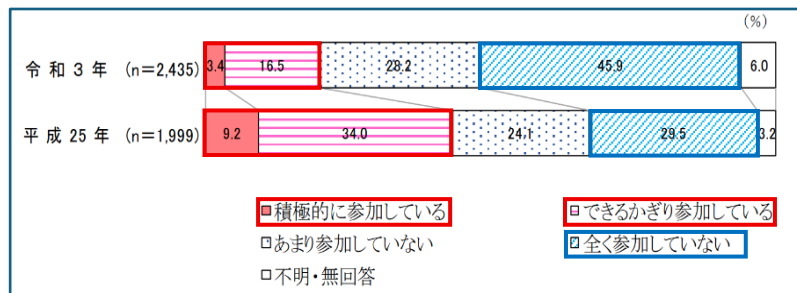 (%)
令和3年 (n=2,435) 3.4 16.5 28.2 45.9 6.0
平成25年 (n=1,999) 9.2 34.0 24.1 29.5 3.2
積極的に参加している できるかぎり参加している
あまり参加していない 全く参加していない
不明・無回答